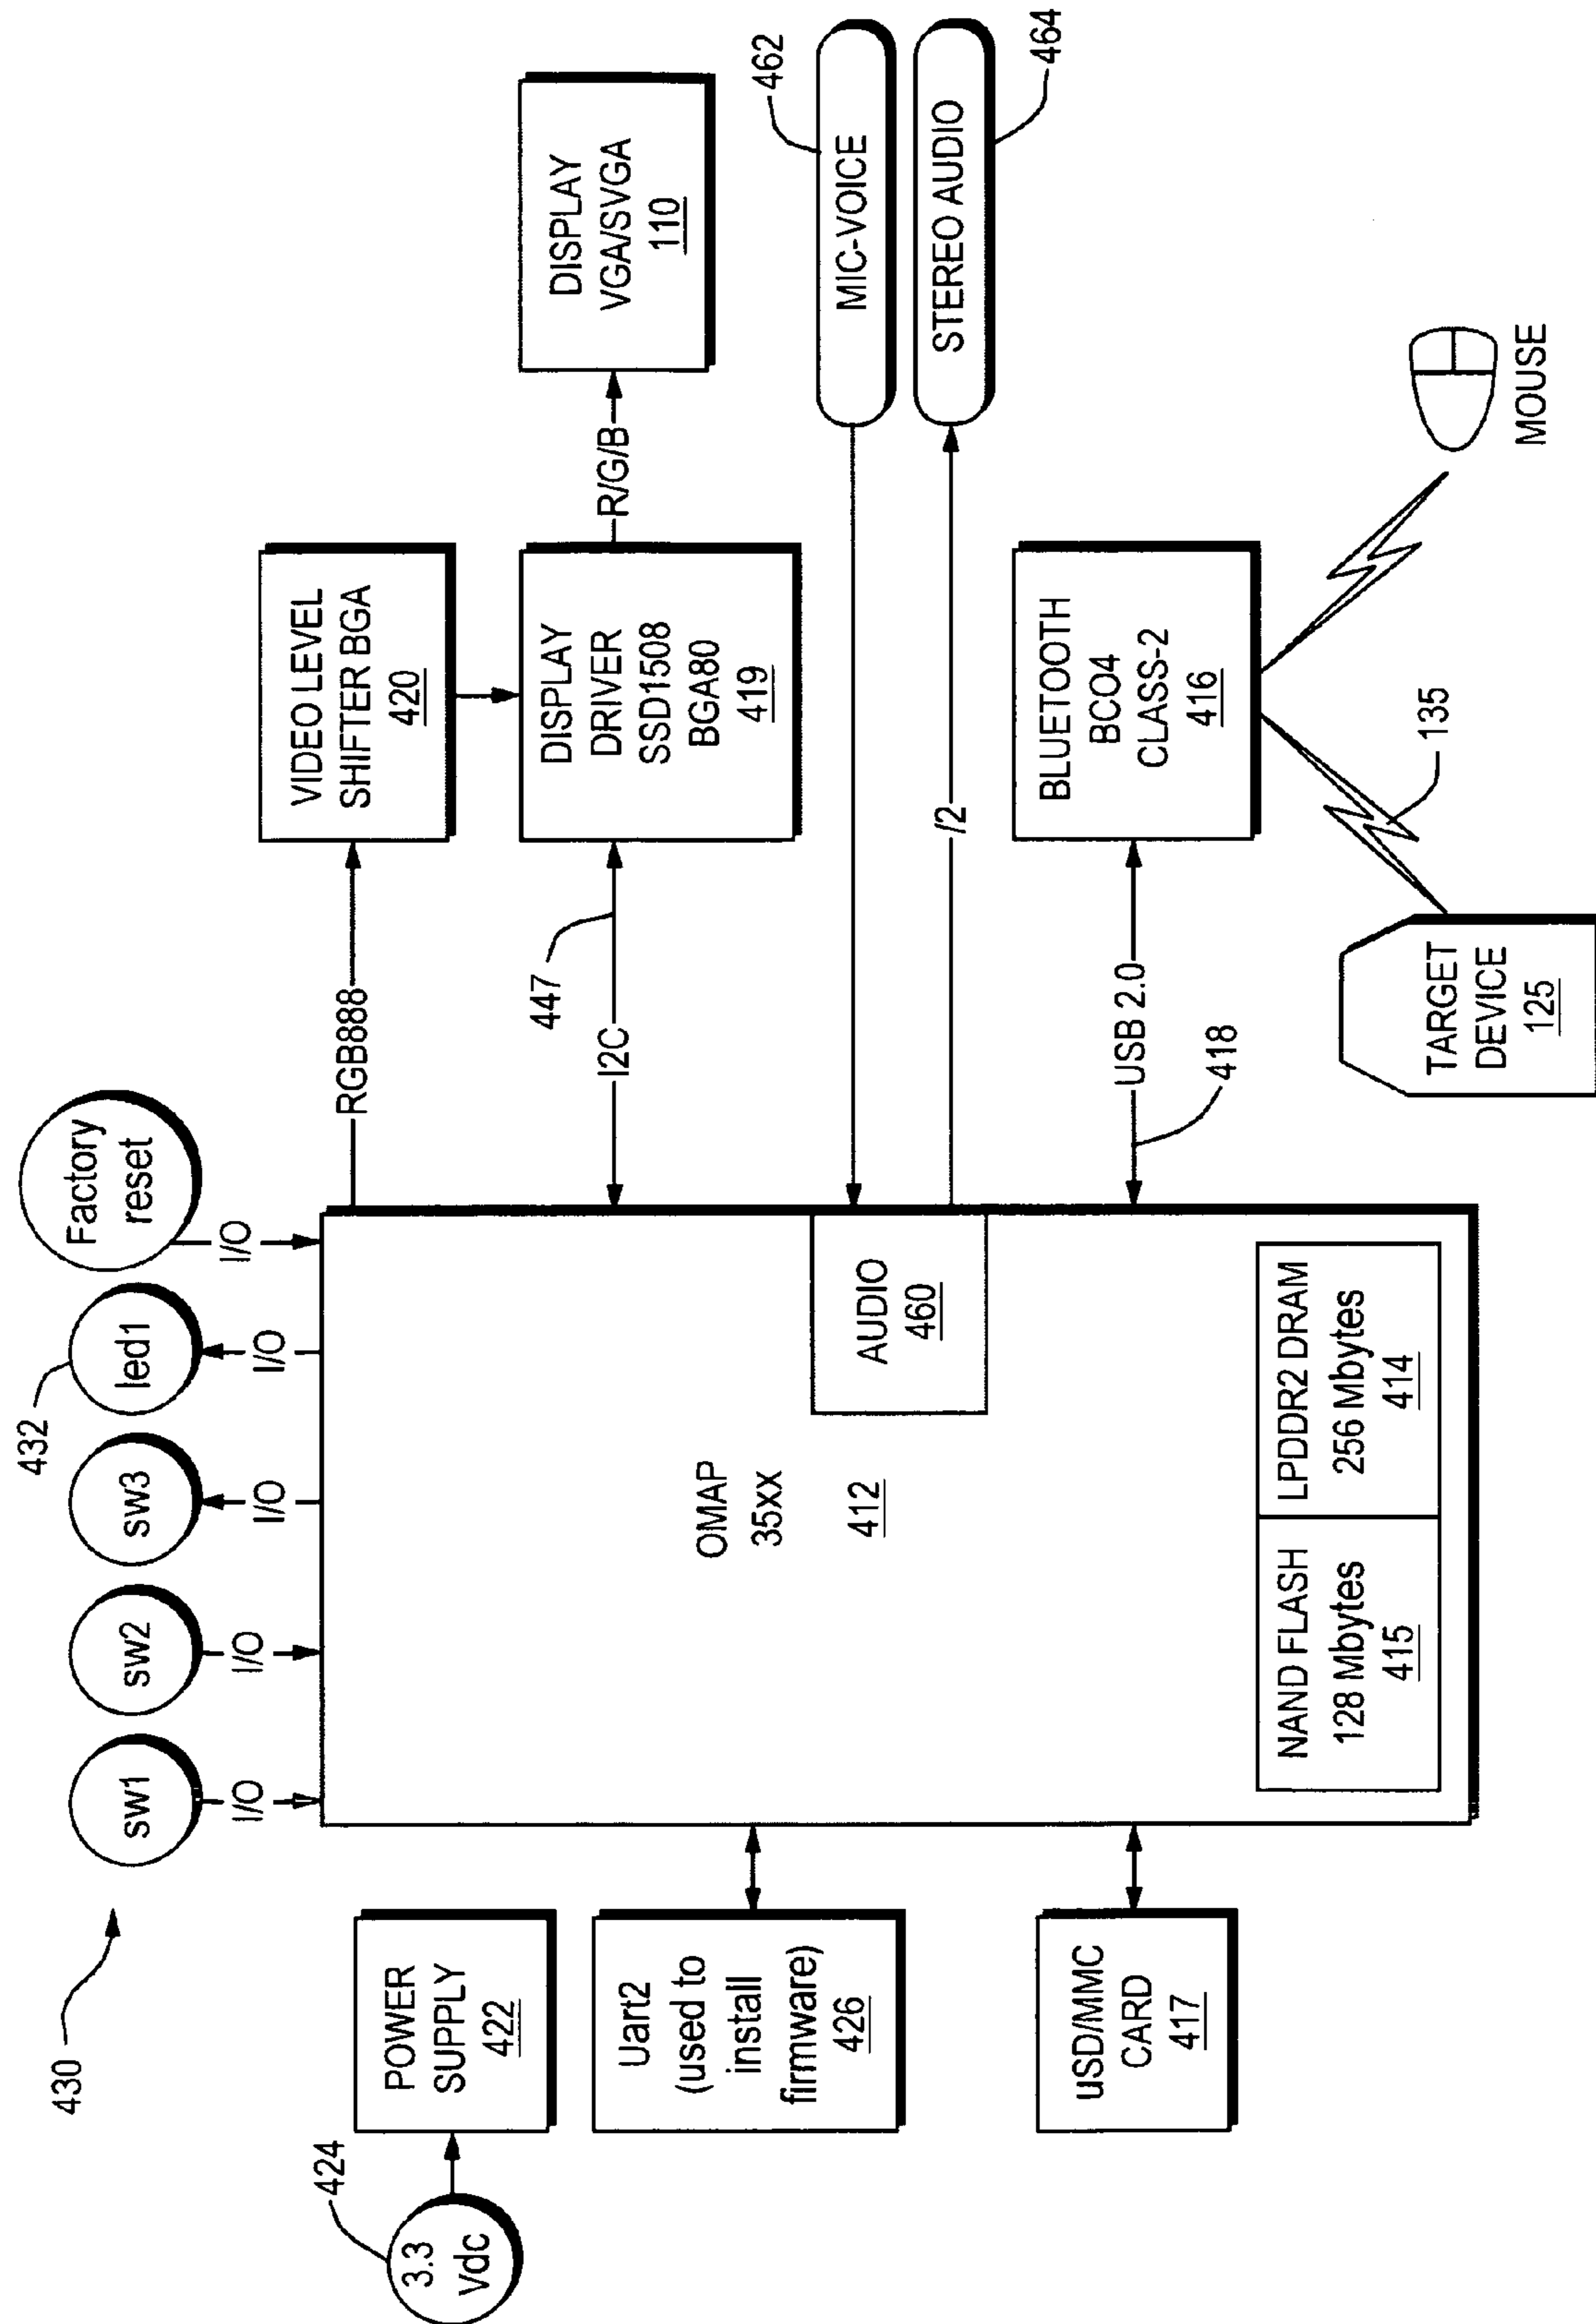 430
sw1
sw2
sw3
432
led1
Factory
reset
I/O
I/O
I/O
I/O
I/O
424
3.3
Vdc
POWER
SUPPLY
422
Uart2
(used to
install
firmware)
426
uSD/MMC
CARD
417
OMAP
35xx
412
AUDIO
460
NAND FLASH
128 Mbytes
415
LPDDR2 DRAM
256 Mbytes
414
RGB888
VIDEO LEVEL
SHIFTER BGA
420
I2C
447
DISPLAY
DRIVER
SSD1508
BGA80
419
R/G/B
DISPLAY
VGA/SVGA
110
MIC-VOICE
462
/2
STEREO AUDIO
464
USB 2.0
418
BLUETOOTH
BCO4
CLASS-2
416
135
TARGET
DEVICE
125
MOUSE